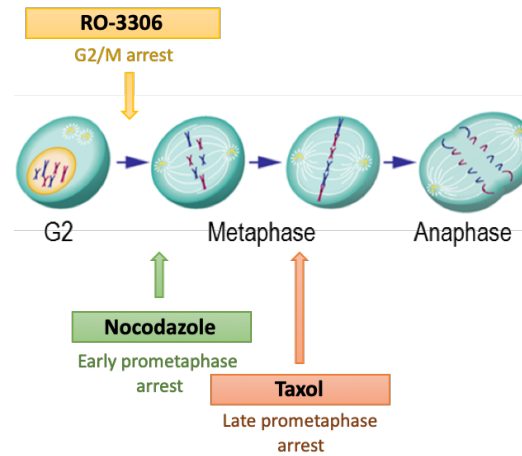 RO-3306
G2/M arrest
G2
Metaphase
Anaphase
Nocodazole
Early prometaphase
arrest
Taxol
Late prometaphase
arrest